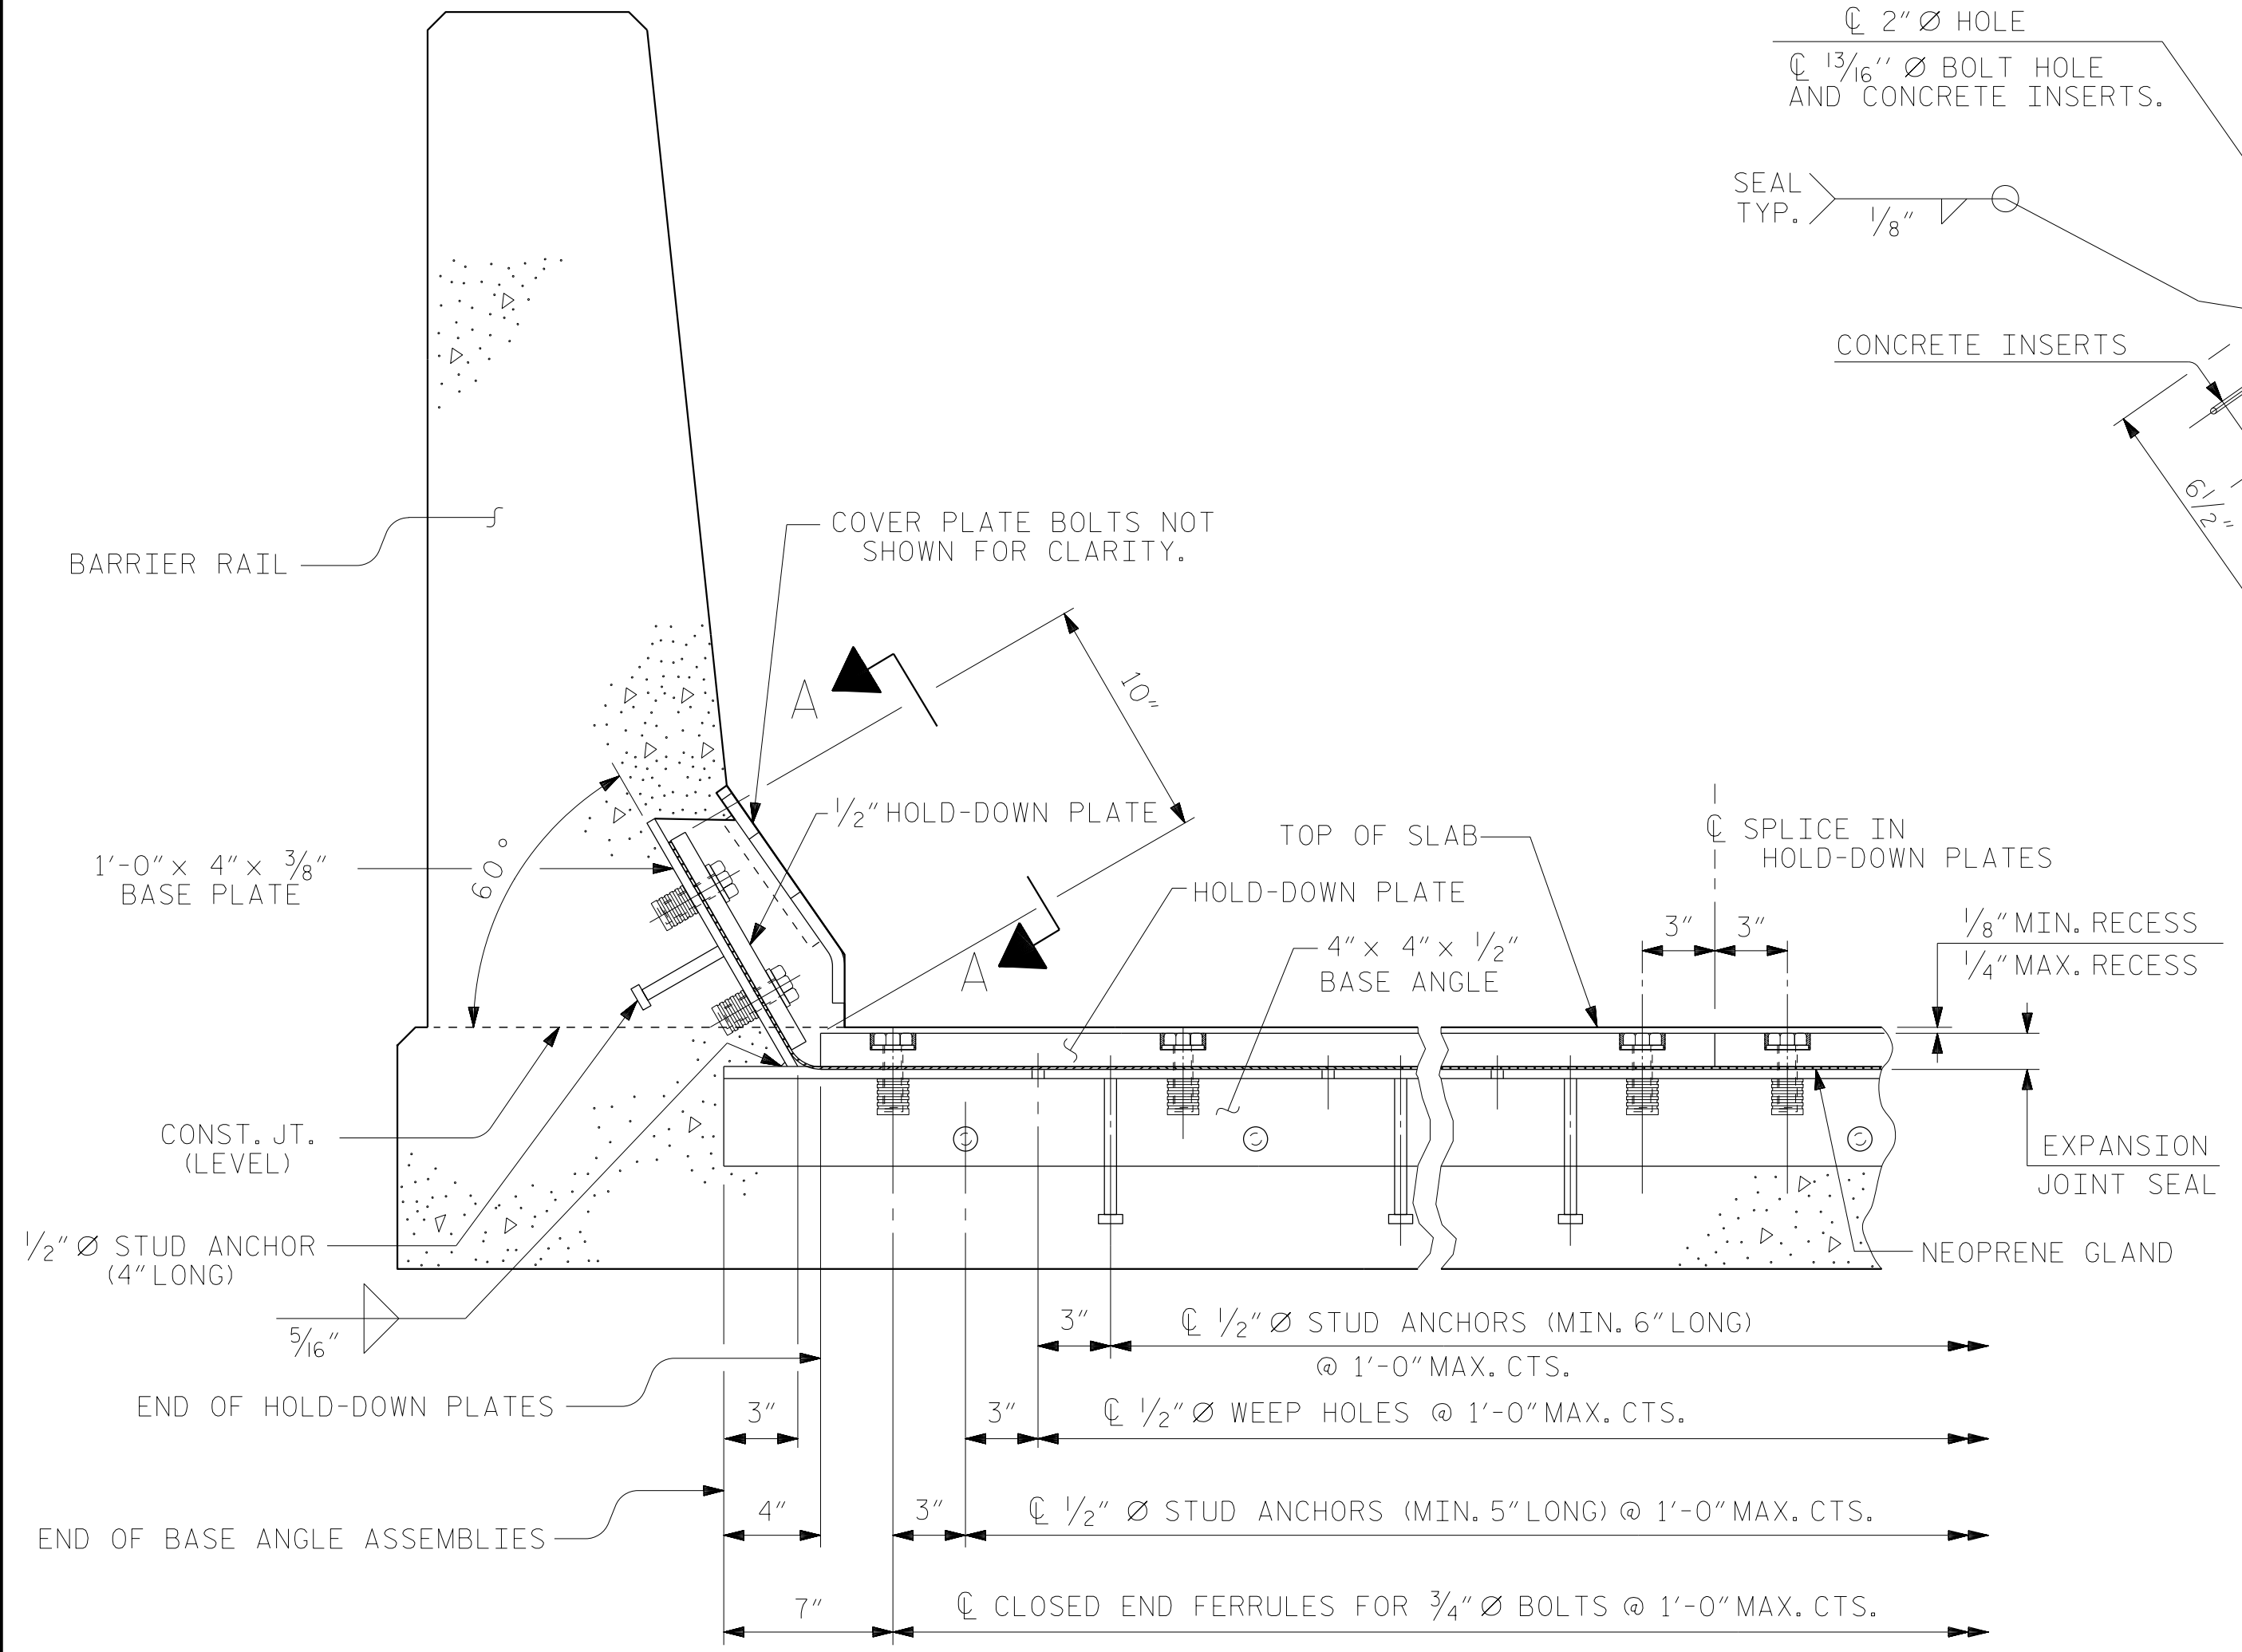 ℄ 2" Ø HOLE
℄ 13/16" Ø BOLT HOLE
AND CONCRETE INSERTS.
SEAL
TYP.
1/8"
CONCRETE INSERTS
6 1/2"
COVER PLATE BOLTS NOT
SHOWN FOR CLARITY.
BARRIER RAIL
A
10"
1/2" HOLD-DOWN PLATE
TOP OF SLAB
℄ SPLICE IN
HOLD-DOWN PLATES
1'-0" x 4" x 3/8"
BASE PLATE
60°
HOLD-DOWN PLATE
3"
3"
1/8" MIN. RECESS
1/4" MAX. RECESS
4" x 4" x 1/2"
BASE ANGLE
A
CONST. JT.
(LEVEL)
EXPANSION
JOINT SEAL
1/2" Ø STUD ANCHOR
(4" LONG)
NEOPRENE GLAND
5/16"
3"
℄ 1/2" Ø STUD ANCHORS (MIN. 6" LONG)
@ 1'-0" MAX. CTS.
END OF HOLD-DOWN PLATES
3"
3"
℄ 1/2" Ø WEEP HOLES @ 1'-0" MAX. CTS.
END OF BASE ANGLE ASSEMBLIES
4"
3"
℄ 1/2" Ø STUD ANCHORS (MIN. 5" LONG) @ 1'-0" MAX. CTS.
7"
℄ CLOSED END FERRULES FOR 3/4" Ø BOLTS @ 1'-0" MAX. CTS.